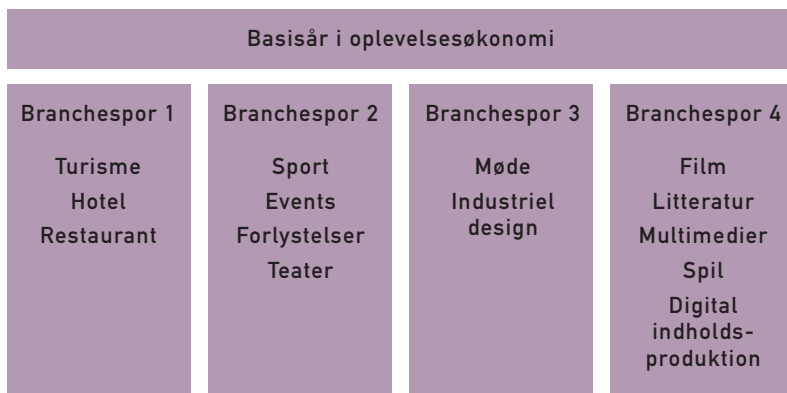 Basisår i oplevelsesøkonomi
Branchespor 1
Turisme
Hotel
Restaurant
Branchespor 2
Sport
Events
Forlystelser
Teater
Branchespor 3
Møde
Industriel
design
Branchespor 4
Film
Litteratur
Multimedier
Spil
Digital
indholds-
produktion